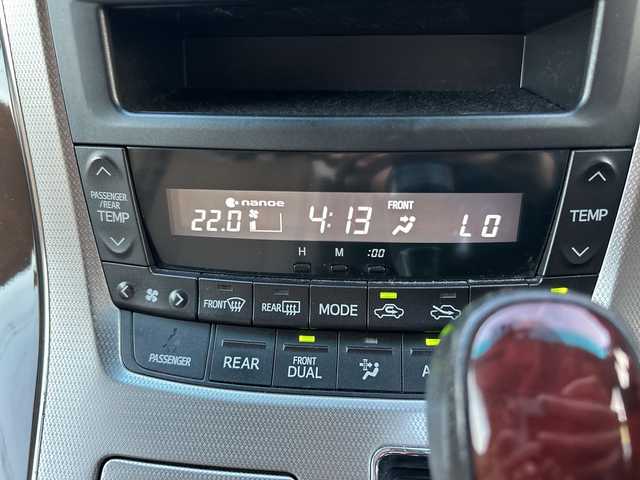 nanoe
22.0
4:13
FRONT
LO
PASSENGER
/REAR
TEMP
TEMP
H M :00
FRONT
REAR
MODE
PASSENGER
REAR
FRONT
DUAL